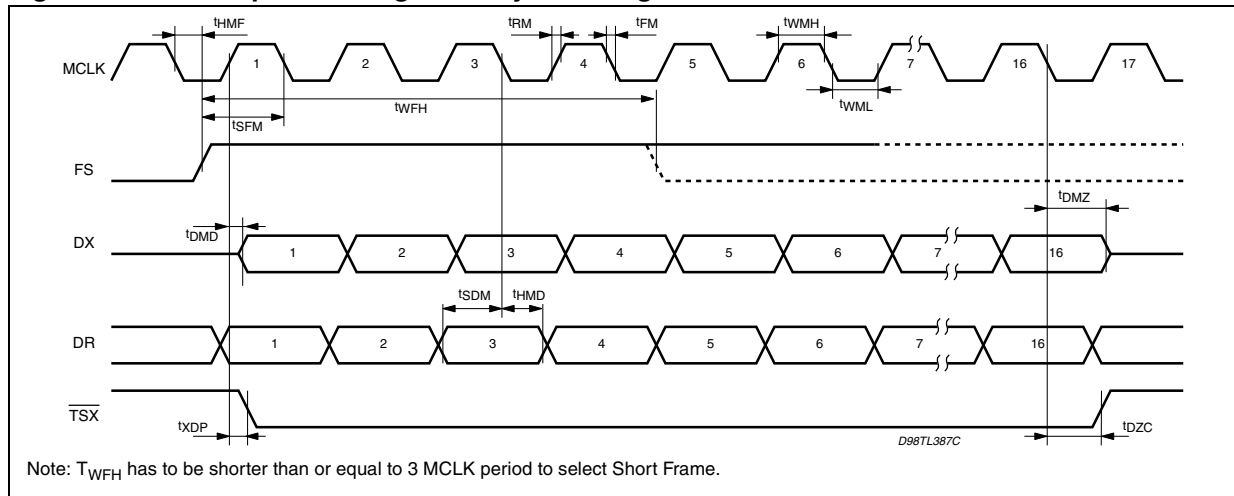 tHMF tRM tFM tWMH
MCLK 1 2 3 4 5 6 7 16 17
tWFH tWML
tSFM
FS
tDMD tDMZ
DX 1 2 3 4 5 6 7 16
tSDM tHMD
DR 1 2 3 4 5 6 7 16
TSX
tXDP tDZC
D98TL387C
Note: TWFH has to be shorter than or equal to 3 MCLK period to select Short Frame.